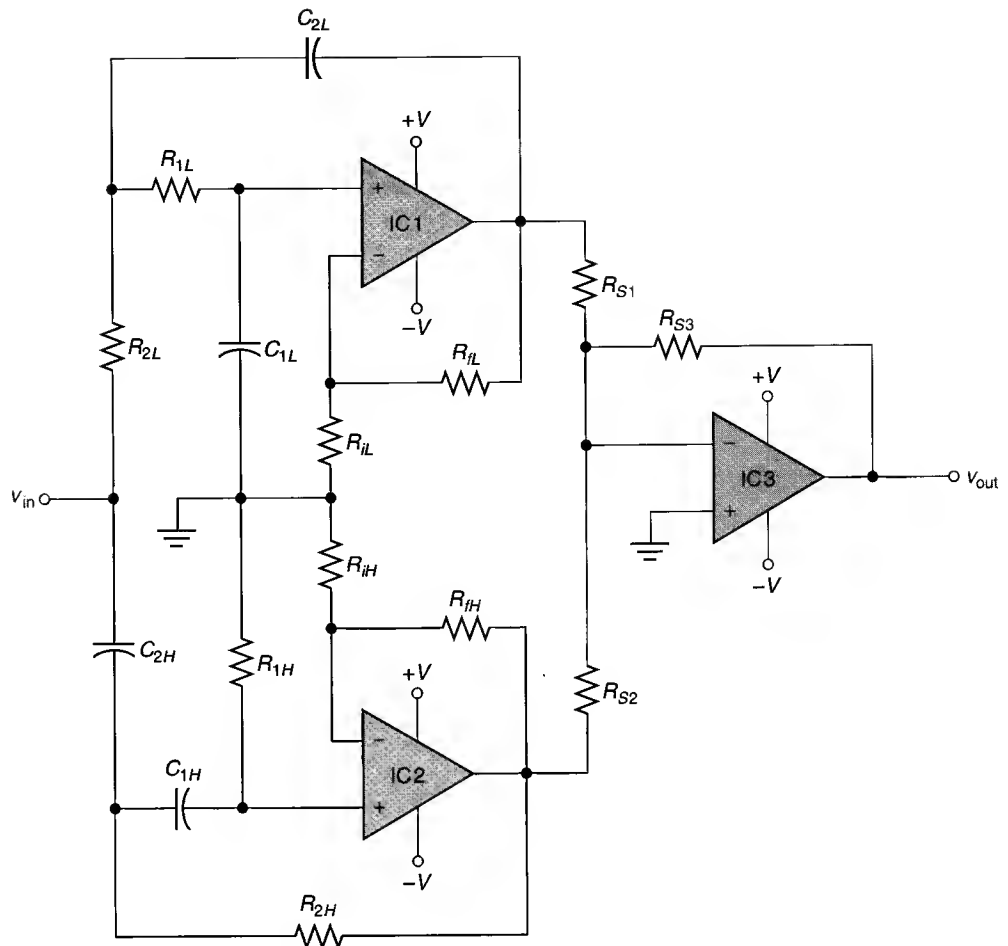 C2L
+V
R1L
+
IC1
−
−V
RS1
RS3
R2L
C1L
RfL
+V
RiL
−
IC3
+
vin
vout
−V
RiH
RfH
C2H
R1H
+V
RS2
C1H
−
IC2
+
−V
R2H